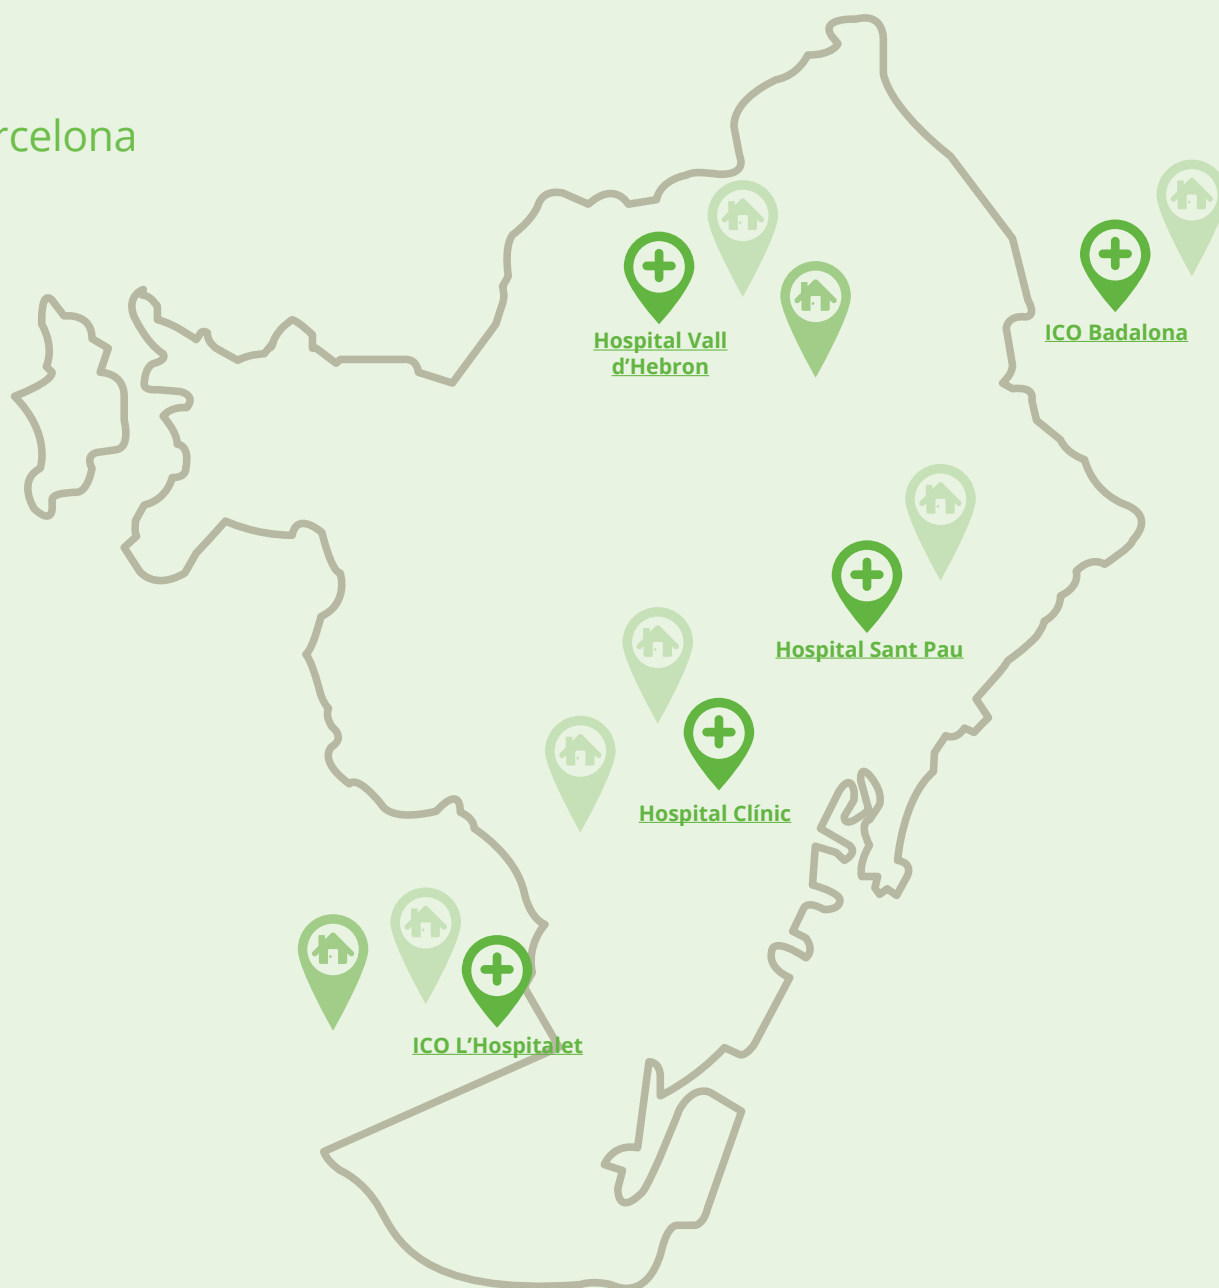 rcelona
Hospital Vall
d’Hebron
ICO Badalona
Hospital Sant Pau
Hospital Clínic
ICO L’Hospitalet